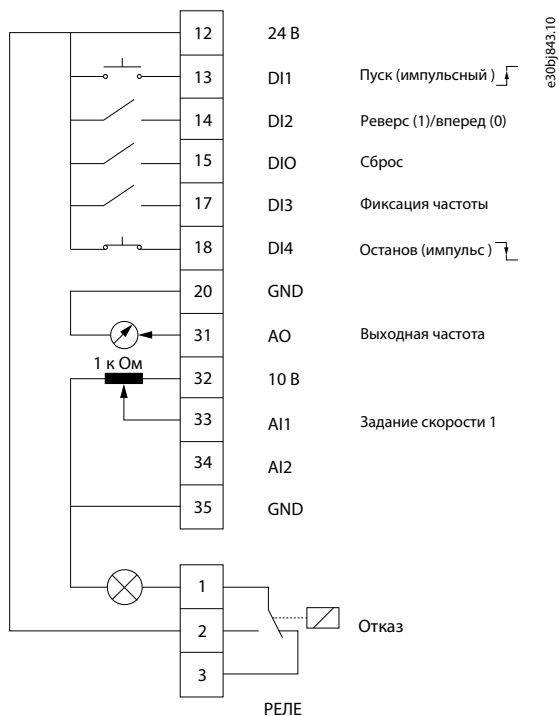 e30bj843.10
12 24 В
13 DI1 Пуск (импульсный )
14 DI2 Реверс (1)/вперед (0)
15 DIO Сброс
17 DI3 Фиксация частоты
18 DI4 Останов (импульс )
20 GND
31 AO Выходная частота
1 к Ом
32 10 В
33 AI1 Задание скорости 1
34 AI2
35 GND
1
2 Отказ
3
РЕЛЕ